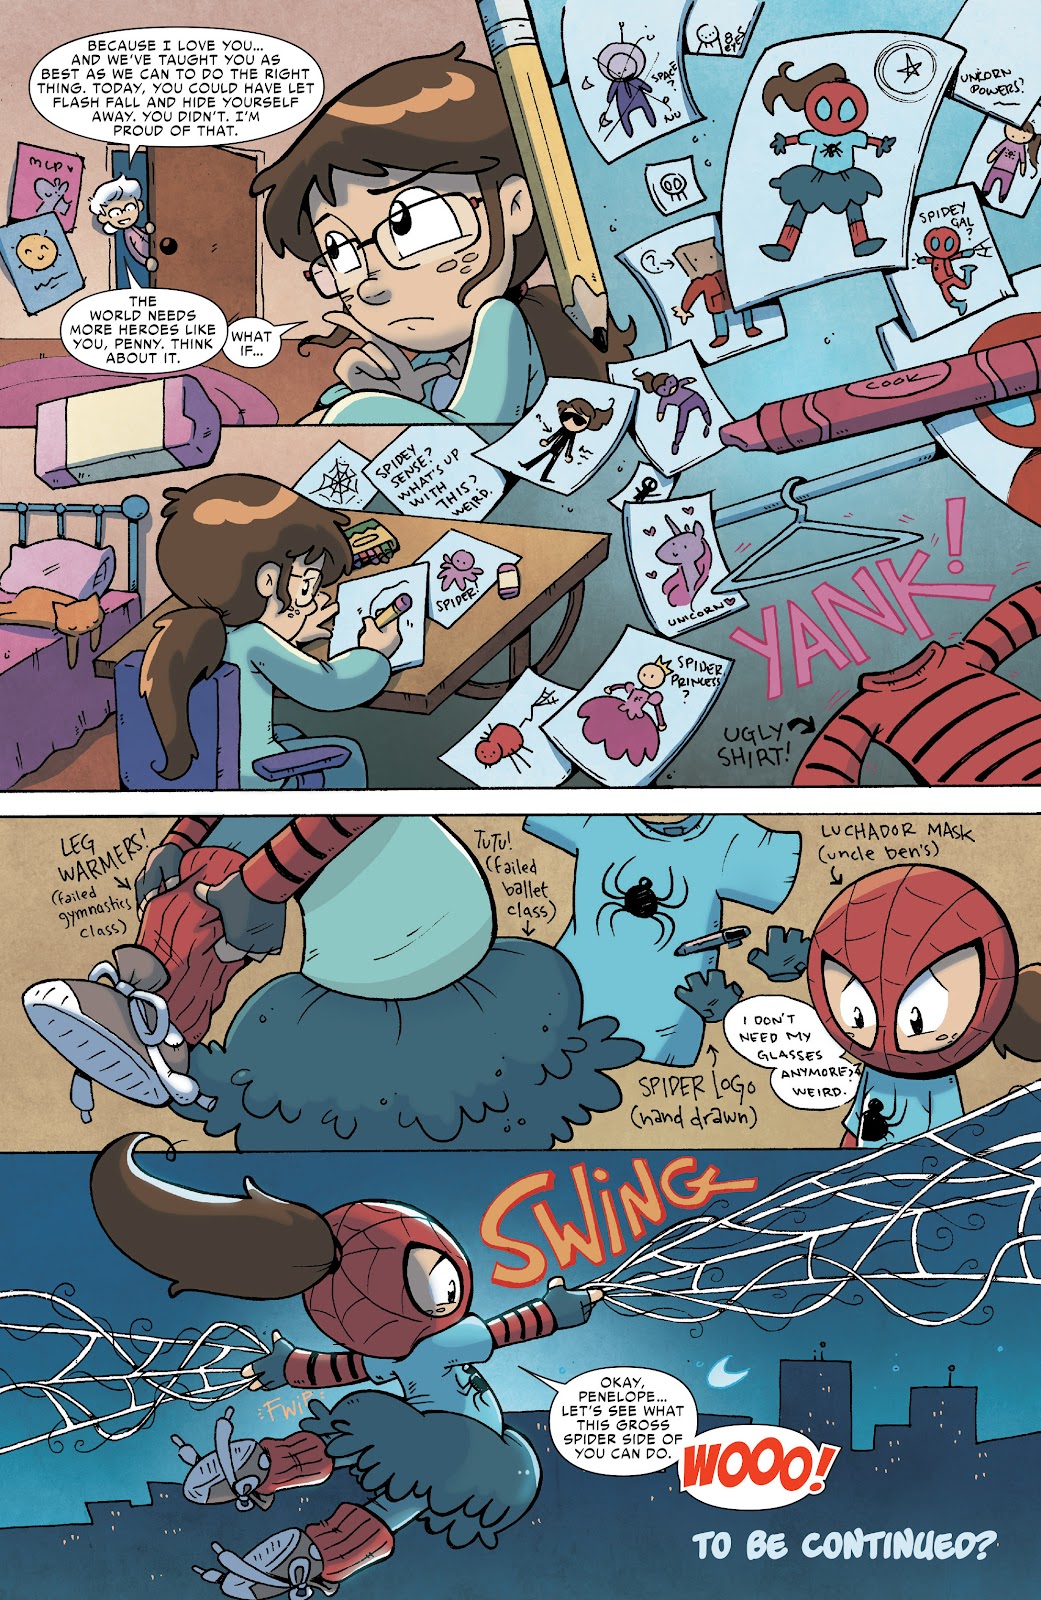 BECAUSE I LOVE YOU...
AND WE'VE TAUGHT YOU AS
BEST AS WE CAN TO DO THE RIGHT
THING. TODAY, YOU COULD HAVE LET
FLASH FALL AND HIDE YOURSELF
AWAY. YOU DIDN'T. I'M
PROUD OF THAT.
MLP
THE
WORLD NEEDS
MORE HEROES LIKE
YOU, PENNY. THINK
ABOUT IT.
WHAT
IF...
SPACE?
8
EYES
UNICORN
POWERS?
SPIDEY
GAL
?
?
COOK
SPIDEY
SENSE?
WHAT'S UP
WITH
THIS?
WEIRD.
?
SPIDER!
UNICORN
SPIDER
PRINCESS
?
YANK!
UGLY
SHIRT!
LEG
WARMERS!
(failed
gymnastics
class)
TUTU!
(failed
ballet
class)
LUCHADOR MASK
(uncle ben's)
I DON'T
NEED MY
GLASSES
ANYMORE?
WEIRD.
SPIDER LOGO
(hand drawn)
SWING
FWIP
OKAY,
PENELOPE...
LET'S SEE WHAT
THIS GROSS
SPIDER SIDE OF
YOU CAN DO.
WOOO!
TO BE CONTINUED?